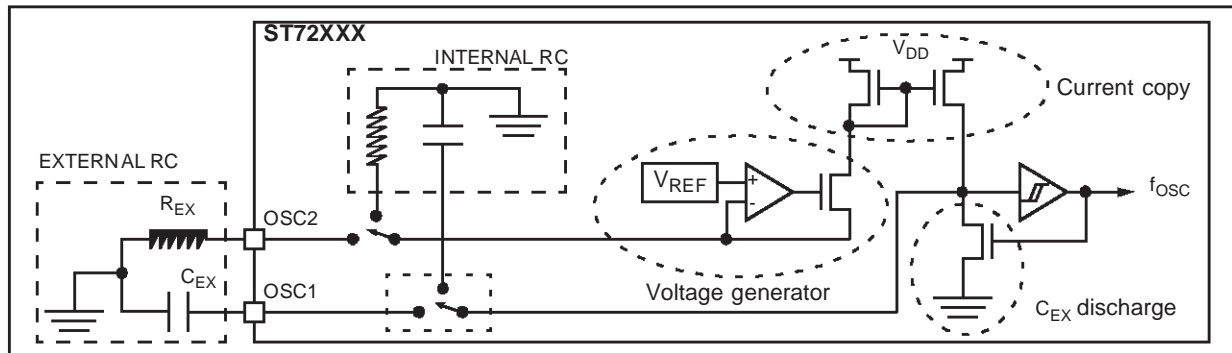 ST72XXX
INTERNAL RC
VDD
Current copy
EXTERNAL RC
VREF
+
-
fOSC
REX
OSC2
CEX
OSC1
Voltage generator
CEX discharge